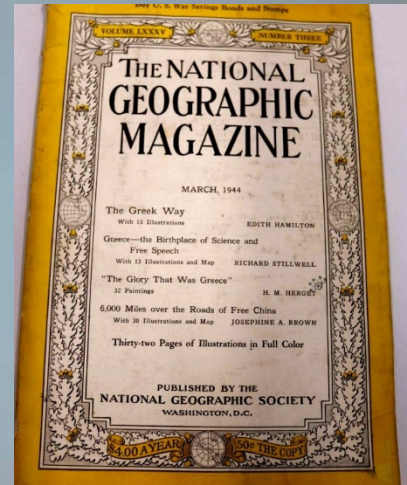 Buy U. S. War Savings Bonds and Stamps
VOLUME LXXXV NUMBER THREE
THE NATIONAL
GEOGRAPHIC
MAGAZINE
MARCH, 1944
The Greek Way
With 15 Illustrations EDITH HAMILTON
Greece—the Birthplace of Science and
Free Speech
With 12 Illustrations and Map RICHARD STILLWELL
"The Glory That Was Greece"
32 Paintings H. M. HERGET
6,000 Miles over the Roads of Free China
With 30 Illustrations and Map JOSEPHINE A. BROWN
Thirty-two Pages of Illustrations in Full Color
PUBLISHED BY THE
NATIONAL GEOGRAPHIC SOCIETY
WASHINGTON, D.C.
$4.00 A YEAR 50c THE COPY